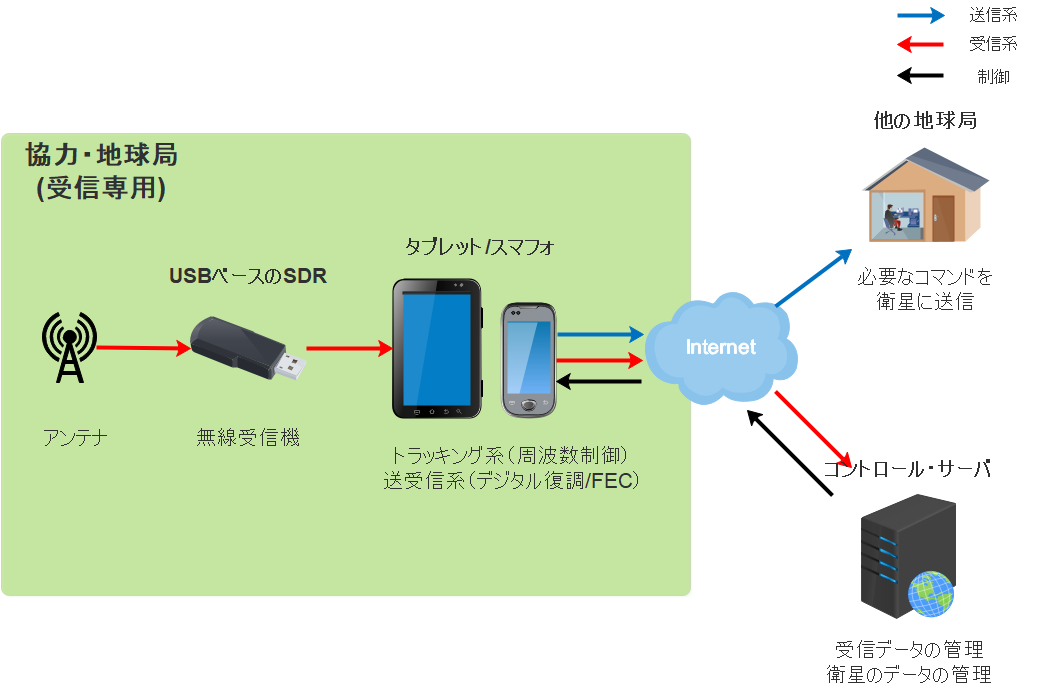 送信系
受信系
制御
他の地球局
協力・地球局
(受信専用)
タブレット/スマフォ
USBベースのSDR
必要なコマンドを
衛星に送信
Internet
アンテナ
無線受信機
トラッキング系(周波数制御)
送受信系(デジタル復調/FEC)
コントロール・サーバ
受信データの管理
衛星のデータの管理